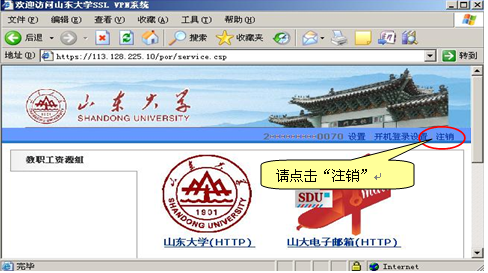 欢迎访问山东大学SSL VPN系统
文件(F) 编辑(E) 查看(V) 收藏(A) 工具(T) 帮助(H)
后退 搜索 收藏夹
地址(D) https://113.128.225.10/por/service.csp 转到
山东大学
SHANDONG UNIVERSITY
2**********0070 设置 开机登录设置 注销
教职工资源组
请点击“注销”
SHANDONG
1901
UNIVERSITY
SDU
山东大学(HTTP) 山大电子邮箱(HTTP)
完毕 Internet